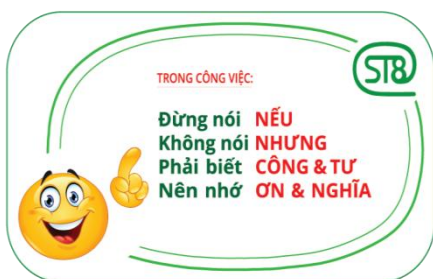 ST8
TRONG CÔNG VIỆC:
Đừng nói NẾU
Không nói NHƯNG
Phải biết CÔNG & TƯ
Nên nhớ ƠN & NGHĨA